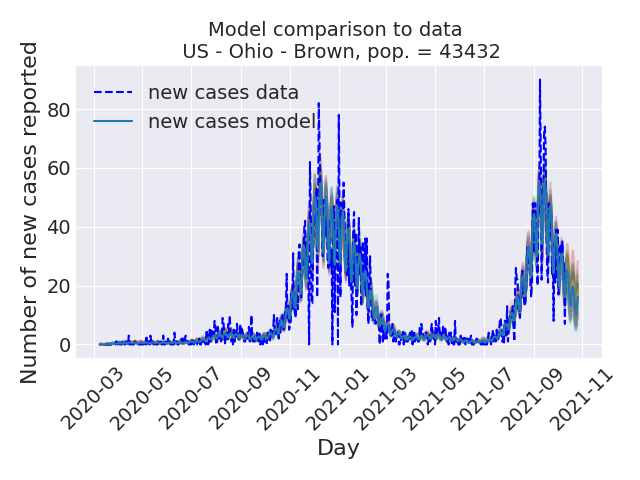 Model comparison to data
US - Ohio - Brown, pop. = 43432
Number of new cases reported
80
60
40
20
0
new cases data
new cases model
2020-03
2020-05
2020-07
2020-09
2020-11
2021-01
2021-03
2021-05
2021-07
2021-09
2021-11
Day